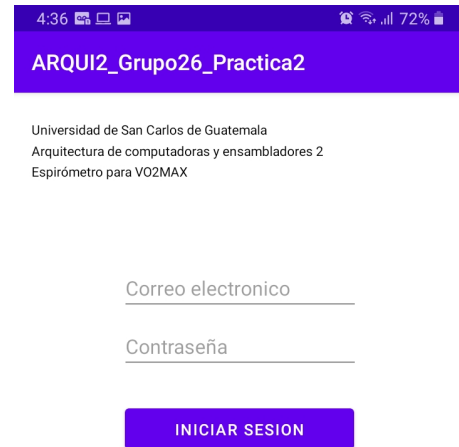 4:36 72%
ARQUI2_Grupo26_Practica2
Universidad de San Carlos de Guatemala
Arquitectura de computadoras y ensambladores 2
Espirómetro para VO2MAX
Correo electronico
Contraseña
INICIAR SESION